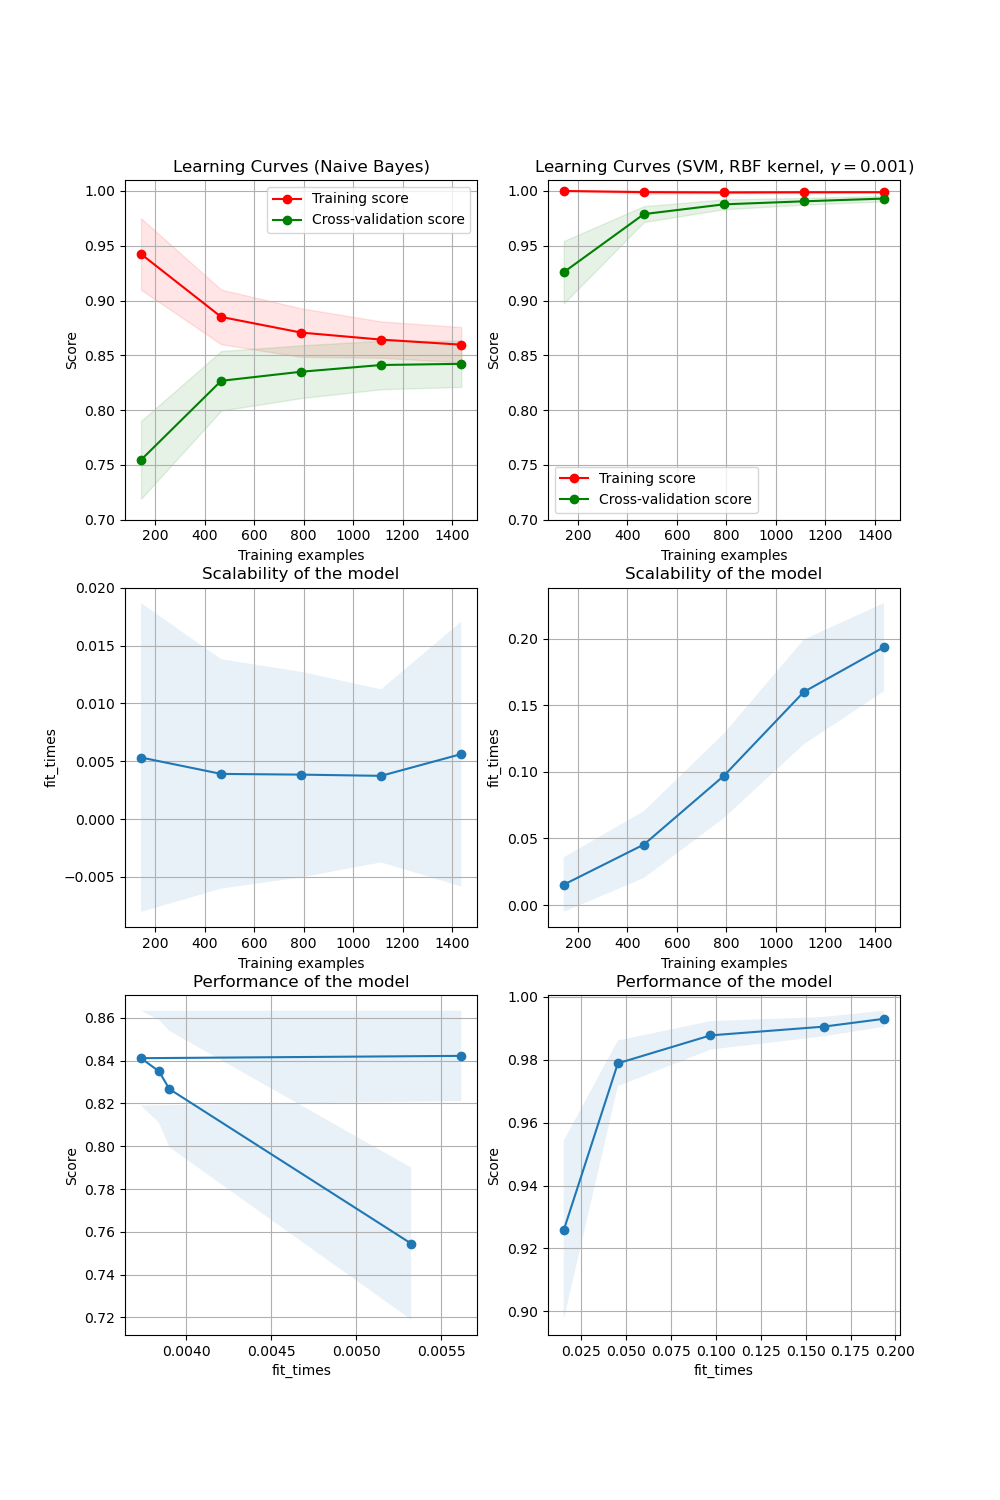 Learning Curves (Naive Bayes)
1.00
0.95
0.90
0.85
0.80
0.75
0.70
Score
Training score
Cross-validation score
200 400 600 800 1000 1200 1400
Training examples
Learning Curves (SVM, RBF kernel, γ = 0.001)
1.00
0.95
0.90
0.85
0.80
0.75
0.70
Score
Training score
Cross-validation score
200 400 600 800 1000 1200 1400
Training examples
Scalability of the model
0.020
0.015
0.010
0.005
0.000
−0.005
fit_times
200 400 600 800 1000 1200 1400
Training examples
Scalability of the model
0.20
0.15
0.10
0.05
0.00
fit_times
200 400 600 800 1000 1200 1400
Training examples
Performance of the model
0.86
0.84
0.82
0.80
0.78
0.76
0.74
0.72
Score
0.0040 0.0045 0.0050 0.0055
fit_times
Performance of the model
1.00
0.98
0.96
0.94
0.92
0.90
Score
0.025 0.050 0.075 0.100 0.125 0.150 0.175 0.200
fit_times